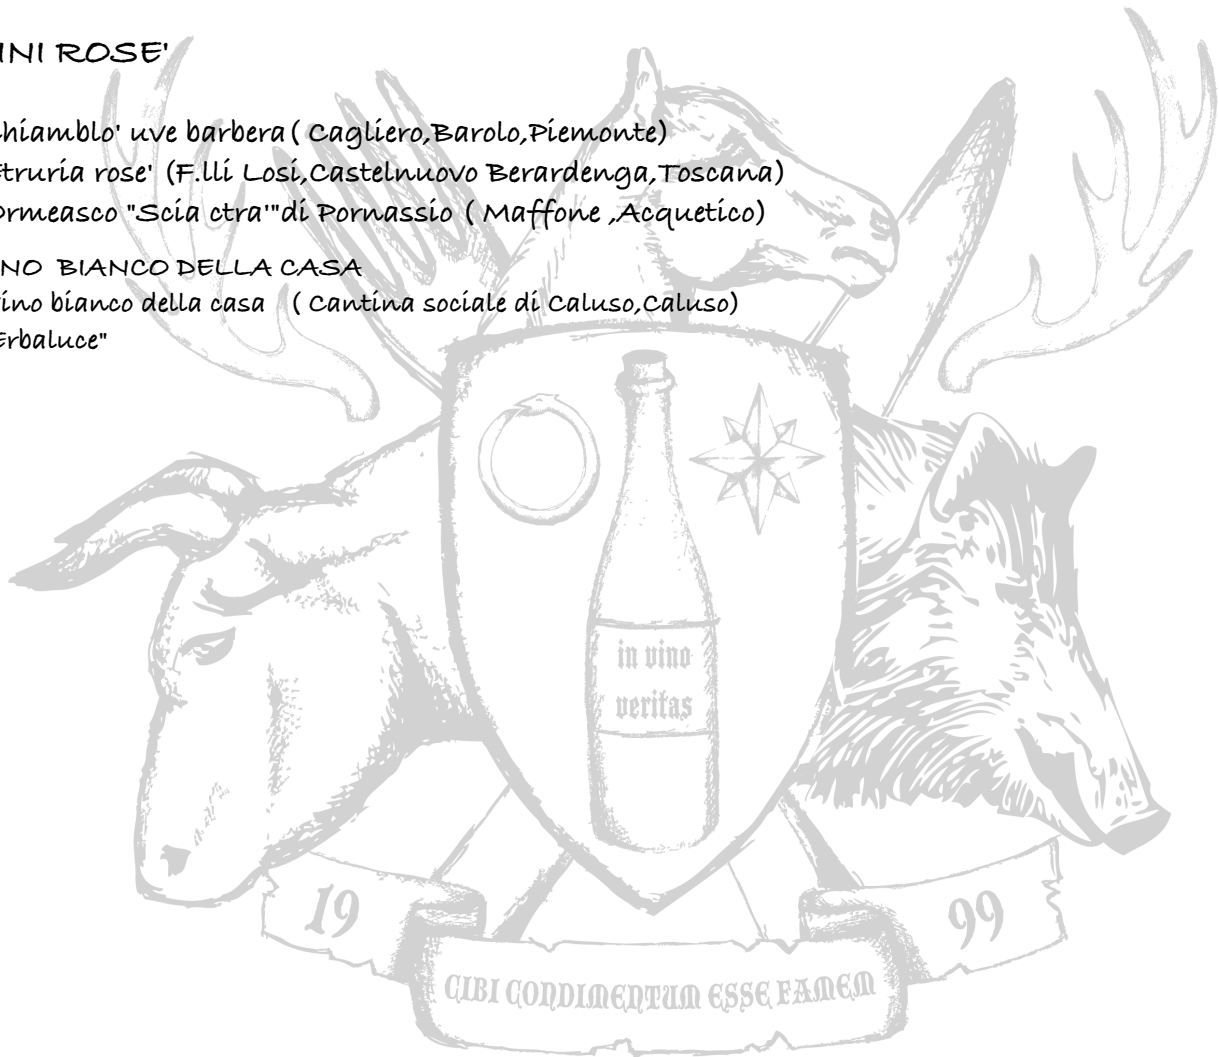 INI ROSE'
hiamblo' uve barbera ( Cagliero,Barolo,Piemonte)
truria rose' (F.lli Losi,Castelnuovo Berardenga,Toscana)
Ormeasco "Scia ctra'"di Pornassio ( Maffone ,Acquetico)
NO BIANCO DELLA CASA
ino bianco della casa ( Cantina sociale di Caluso,Caluso)
Erbaluce"
in vino
veritas
19
99
CIBI CONDIMENTUM ESSE FAMEM